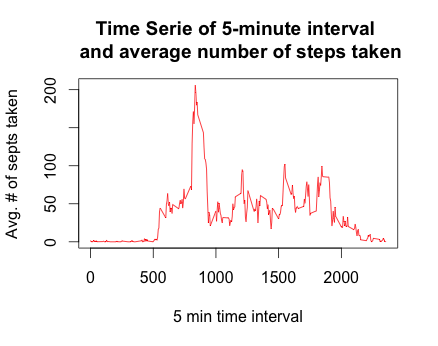 Time Serie of 5-minute interval
and average number of steps taken
Avg. # of septs taken
200
100
50
0
0 500 1000 1500 2000
5 min time interval